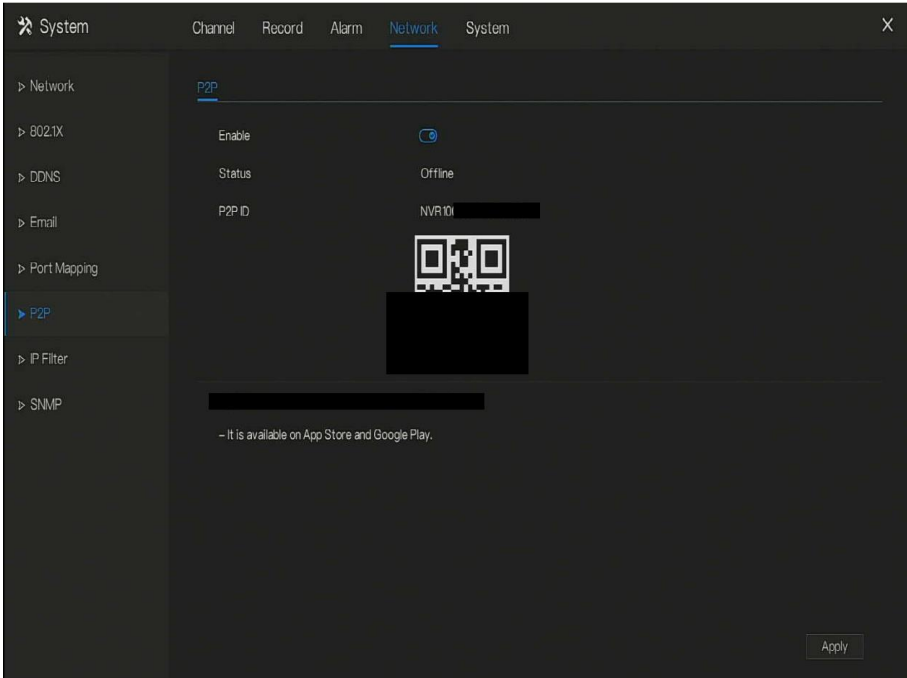 System
Channel Record Alarm Network System
X
Network
802.1X
DDNS
Email
Port Mapping
P2P
IP Filter
SNMP
P2P
Enable
Status Offline
P2P ID NVR10
– It is available on App Store and Google Play.
Apply